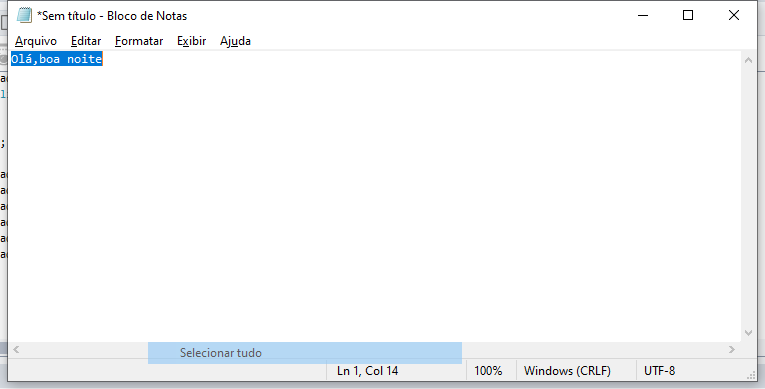 *Sem título - Bloco de Notas
Arquivo Editar Formatar Exibir Ajuda
Olá,boa noite
Selecionar tudo
Ln 1, Col 14 100% Windows (CRLF) UTF-8